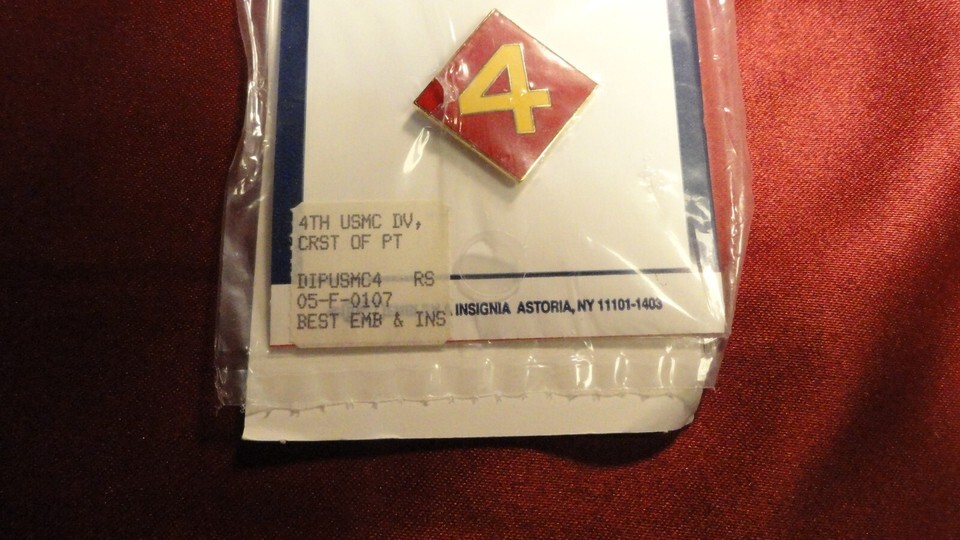 4
4TH USMC DV,
CRST OF PT
DIPUSMC4 RS
05-F-0107
BEST EMB & INS
INSIGNIA ASTORIA, NY 11101-1403